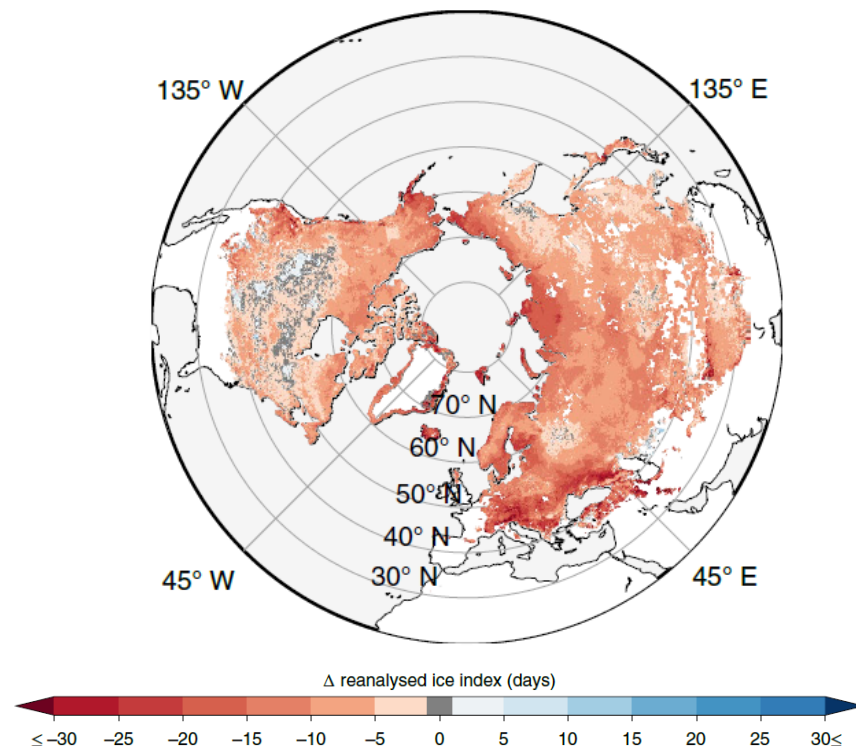 135° W
135° E
70° N
60° N
50° N
40° N
30° N
45° W
45° E
Δ reanalysed ice index (days)
≤ –30 –25 –20 –15 –10 –5 0 5 10 15 20 25 30≤